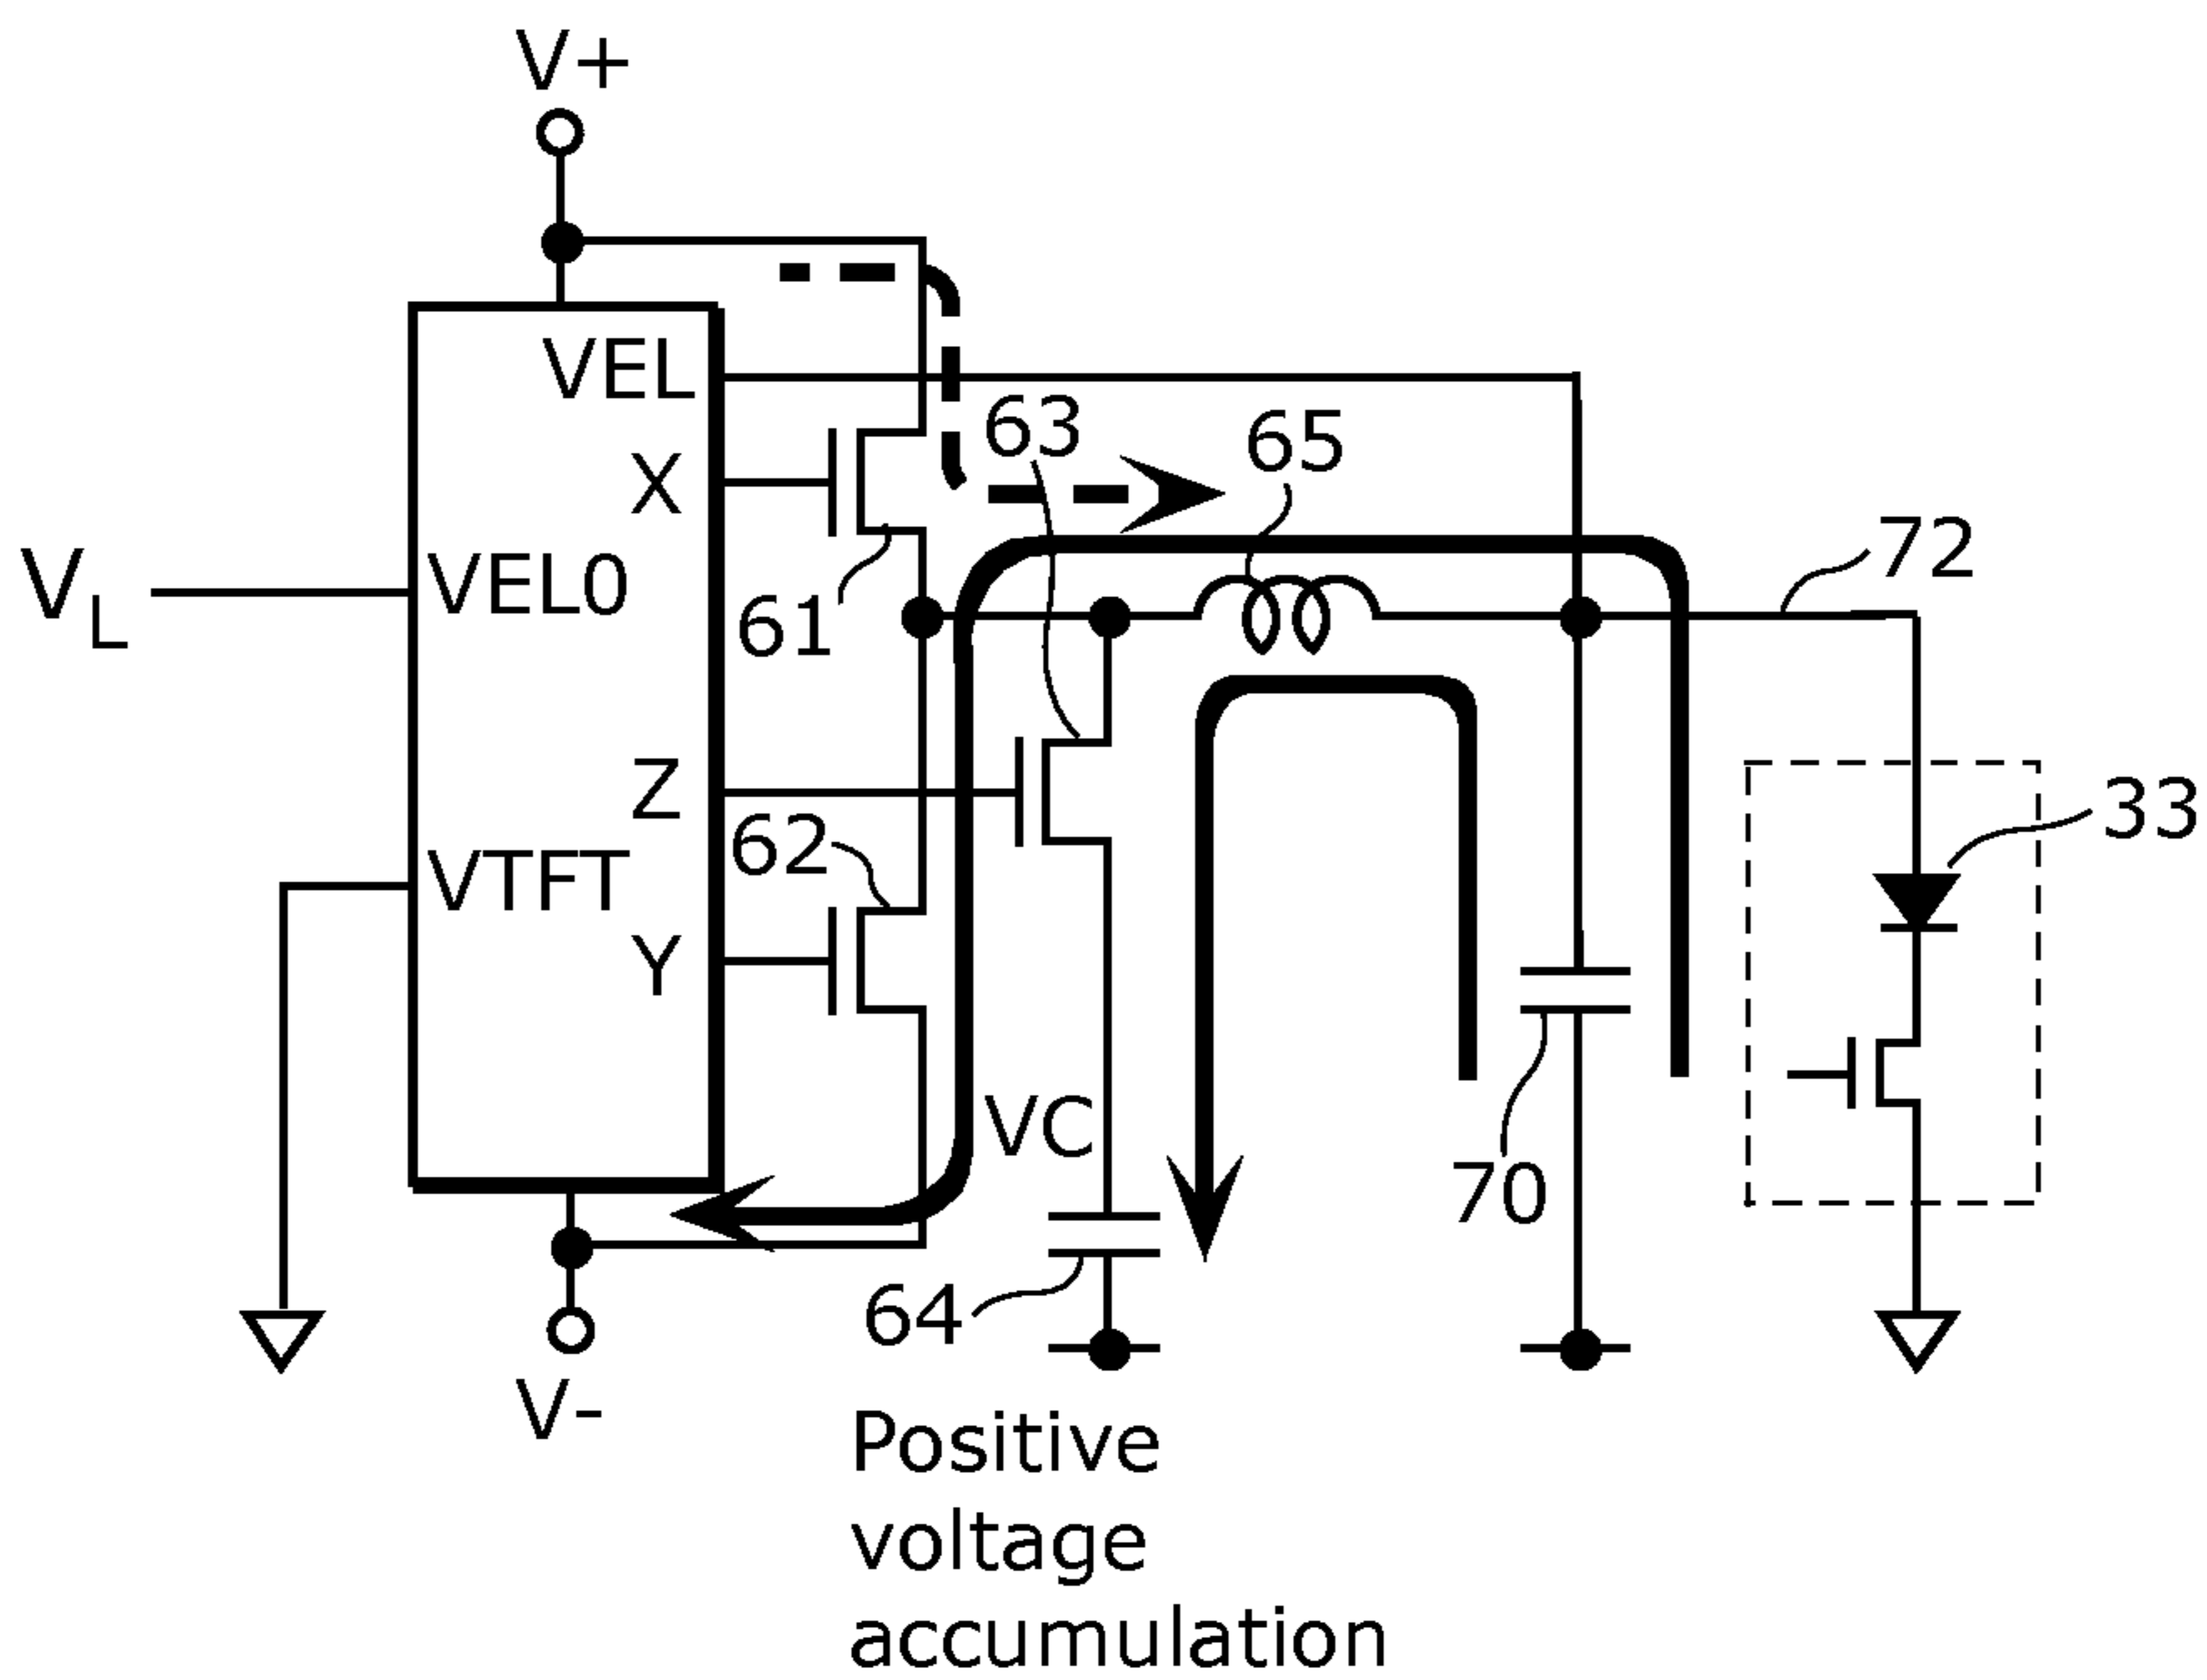 V+
VEL
X
63
65
72
VL
VEL0
61
Z
62
33
VTFT
Y
VC
70
64
V-
Positive
voltage
accumulation